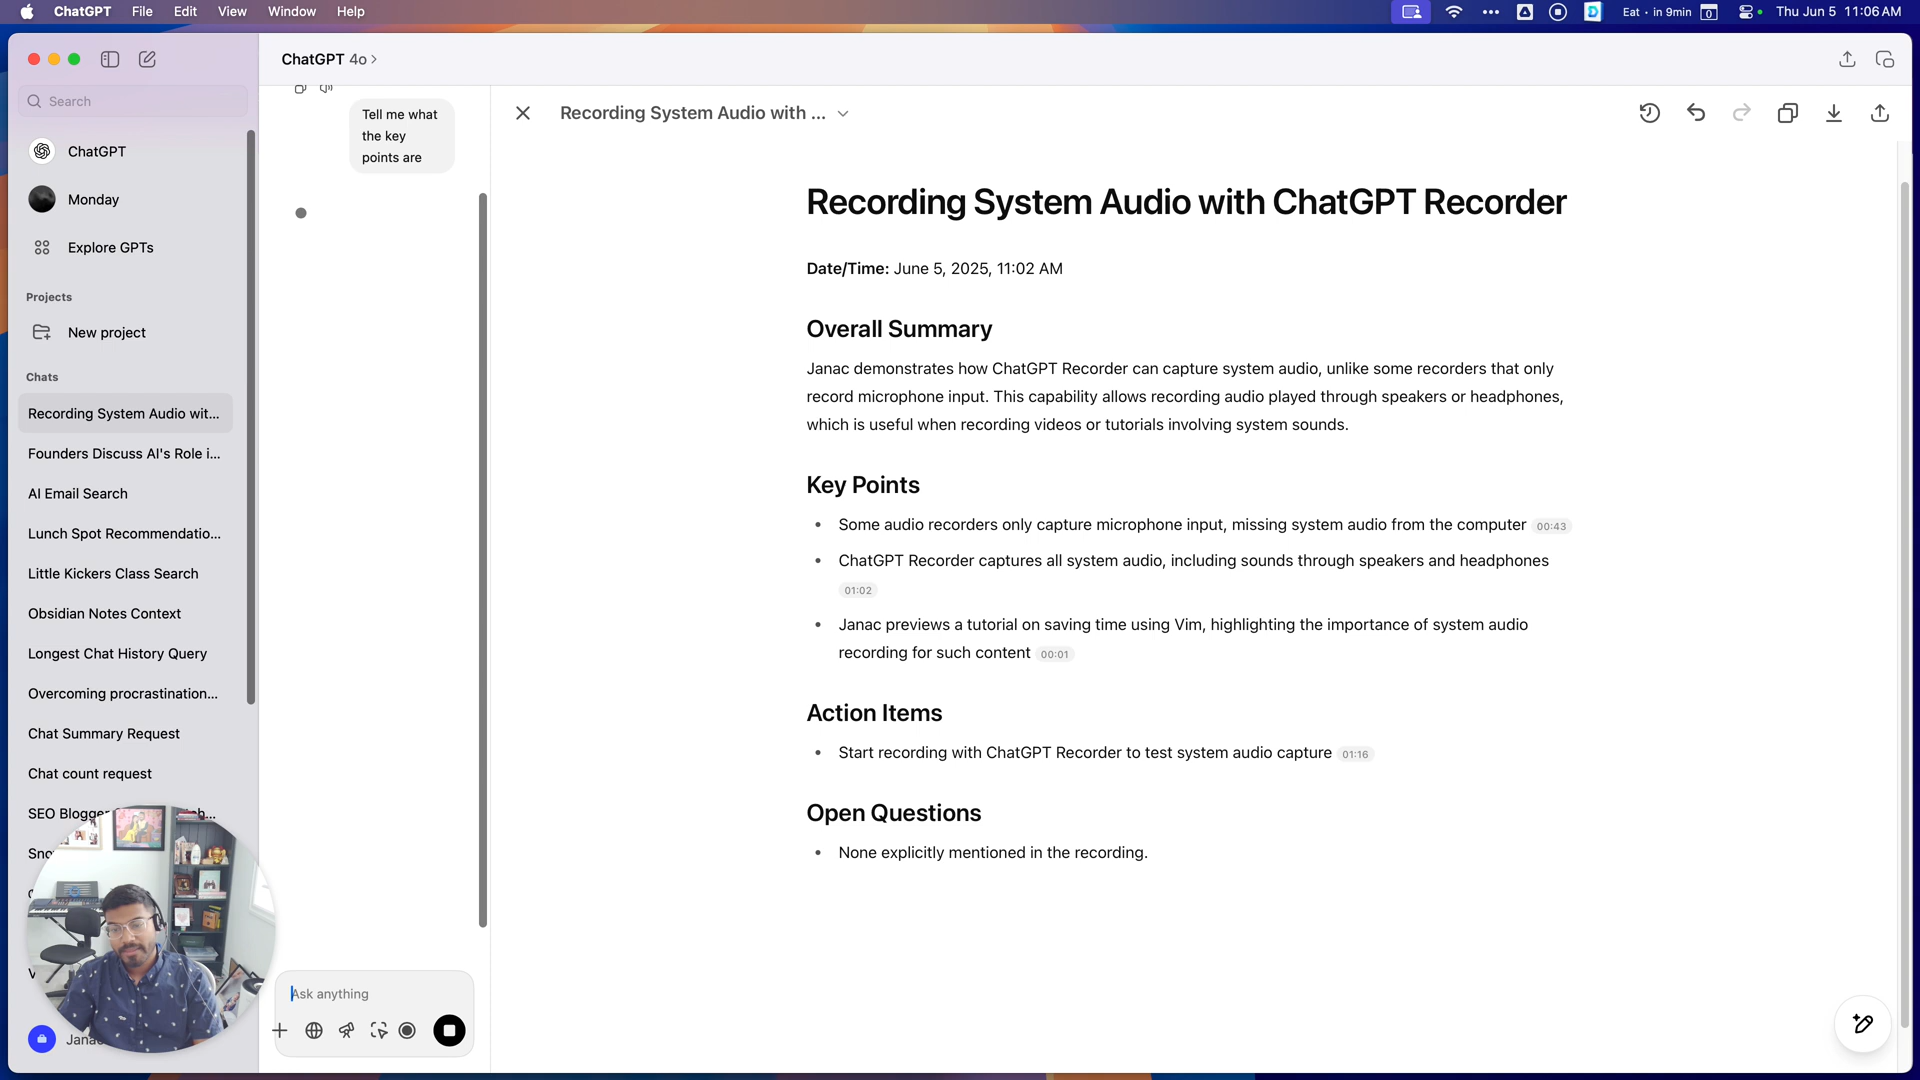 ChatGPT File Edit View Window Help
Eat · in 9min
Thu Jun 5 11:06 AM
Search
ChatGPT
Monday
Explore GPTs
Projects
New project
Chats
Recording System Audio wit...
Founders Discuss AI's Role i...
AI Email Search
Lunch Spot Recommendatio...
Little Kickers Class Search
Obsidian Notes Context
Longest Chat History Query
Overcoming procrastination...
Chat Summary Request
Chat count request
SEO Blogger
ChatGPT 4o >
Tell me what
the key
points are
Ask anything
Recording System Audio with ...
Recording System Audio with ChatGPT Recorder
Date/Time: June 5, 2025, 11:02 AM
Overall Summary
Janac demonstrates how ChatGPT Recorder can capture system audio, unlike some recorders that only
record microphone input. This capability allows recording audio played through speakers or headphones,
which is useful when recording videos or tutorials involving system sounds.
Key Points
• Some audio recorders only capture microphone input, missing system audio from the computer 00:43
• ChatGPT Recorder captures all system audio, including sounds through speakers and headphones
01:02
• Janac previews a tutorial on saving time using Vim, highlighting the importance of system audio
recording for such content 00:01
Action Items
• Start recording with ChatGPT Recorder to test system audio capture 01:16
Open Questions
• None explicitly mentioned in the recording.